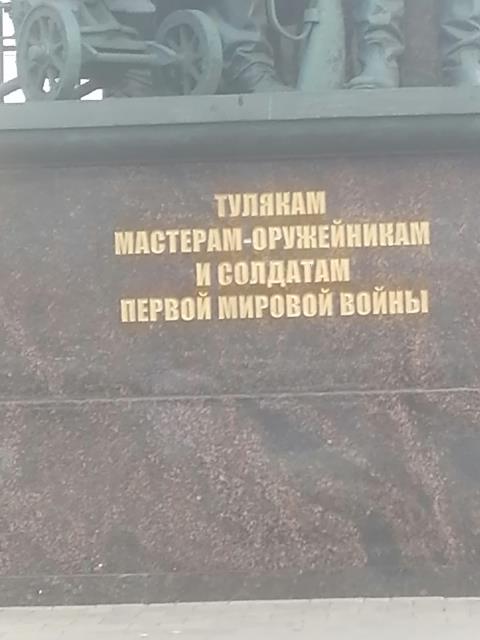 ТУЛЯКАМ
МАСТЕРАМ-ОРУЖЕЙНИКАМ
И СОЛДАТАМ
ПЕРВОЙ МИРОВОЙ ВОЙНЫ